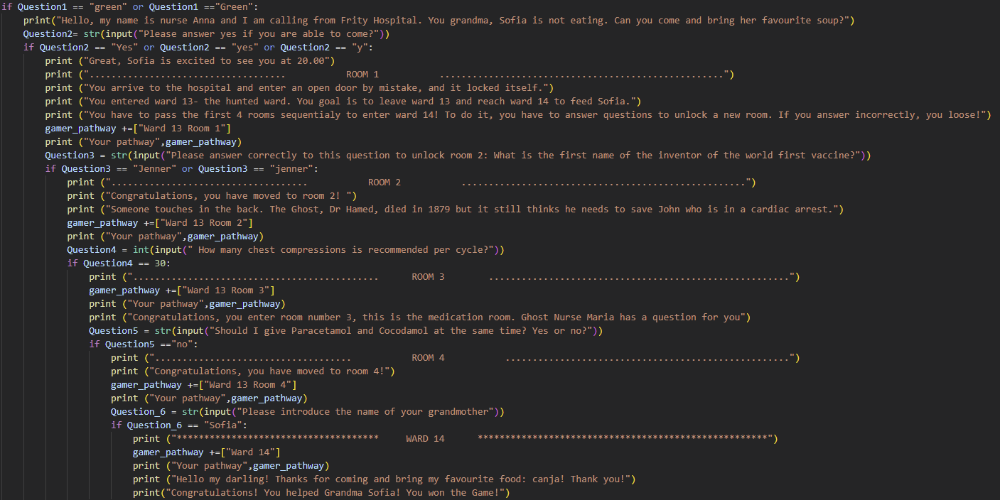 if Question1 == "green" or Question1 =="Green":
    print("Hello, my name is nurse Anna and I am calling from Frity Hospital. You grandma, Sofia is not eating. Can you come and bring her favourite soup?")
    Question2= str(input("Please answer yes if you are able to come?"))
    if Question2 == "Yes" or Question2 == "yes" or Question2 == "y":
        print ("Great, Sofia is excited to see you at 20.00")
        print ("....................................           ROOM 1           ....................................................")
        print ("You arrive to the hospital and enter an open door by mistake, and it locked itself.")
        print ("You entered ward 13- the hunted ward. You goal is to leave ward 13 and reach ward 14 to feed Sofia.")
        print ("You have to pass the first 4 rooms sequentialy to enter ward 14! To do it, you have to answer questions to unlock a new room. If you answer incorrectly, you loose!")
        gamer_pathway +=["Ward 13 Room 1"]
        print ("Your pathway",gamer_pathway)
        Question3 = str(input("Please answer correctly to this question to unlock room 2: What is the first name of the inventor of the world first vaccine?"))
        if Question3 == "Jenner" or Question3 == "jenner":
            print ("....................................           ROOM 2           ....................................................")
            print ("Congratulations, you have moved to room 2! ")
            print ("Someone touches in the back. The Ghost, Dr Hamed, died in 1879 but it still thinks he needs to save John who is in a cardiac arrest.")
            gamer_pathway +=["Ward 13 Room 2"]
            print ("Your pathway",gamer_pathway)
            Question4 = int(input(" How many chest compressions is recommended per cycle?"))
            if Question4 == 30:
                print (".............................................      ROOM 3        .......................................................")
                gamer_pathway +=["Ward 13 Room 3"]
                print ("Your pathway",gamer_pathway)
                print ("Congratulations, you enter room number 3, this is the medication room. Ghost Nurse Maria has a question for you")
                Question5 = str(input("Should I give Paracetamol and Cocodamol at the same time? Yes or no?"))
                if Question5 =="no":
                    print ("....................................           ROOM 4           ....................................................")
                    print ("Congratulations, you have moved to room 4!")
                    gamer_pathway +=["Ward 13 Room 4"]
                    print ("Your pathway",gamer_pathway)
                    Question_6 = str(input("Please introduce the name of your grandmother"))
                    if Question_6 == "Sofia":
                        print ("*************************************     WARD 14      *****************************************************")
                        gamer_pathway +=["Ward 14"]
                        print ("Your pathway",gamer_pathway)
                        print ("Hello my darling! Thanks for coming and bring my favourite food: canja! Thank you!")
                        print("Congratulations! You helped Grandma Sofia! You won the Game!")